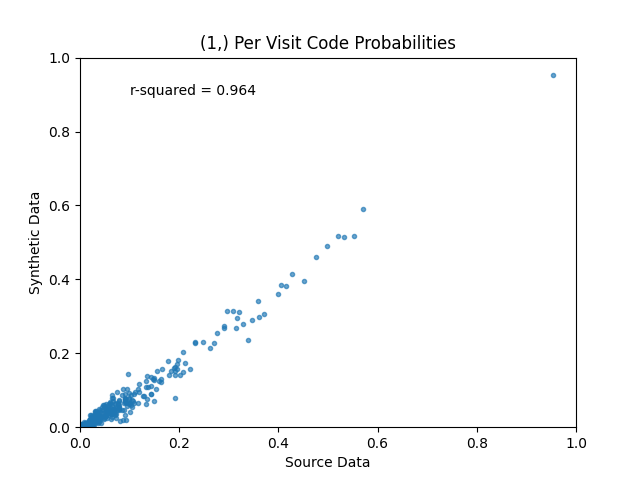 (1,) Per Visit Code Probabilities
r-squared = 0.964
Synthetic Data
1.0
0.8
0.6
0.4
0.2
0.0
0.0 0.2 0.4 0.6 0.8 1.0
Source Data